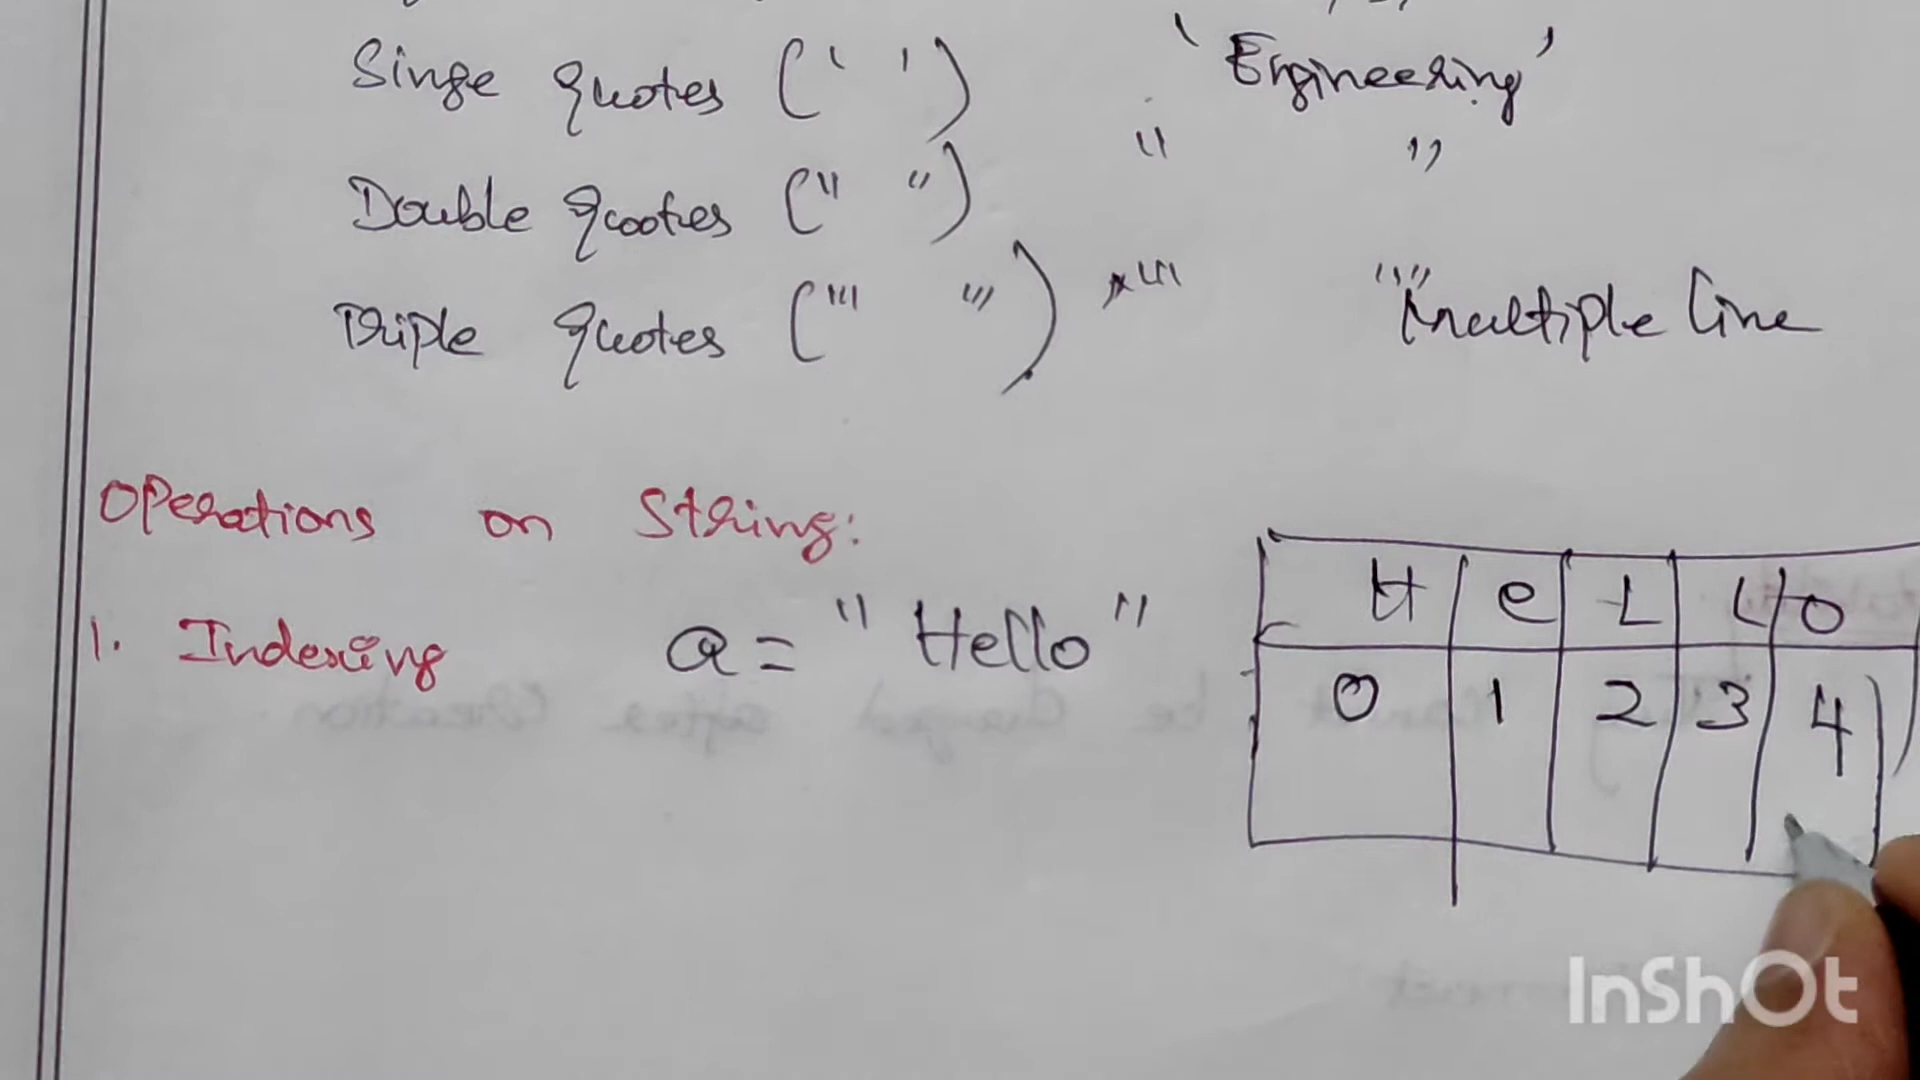 Singe quotes (' ') 'Engineering'
" "
Double quotes (" ")
Triple quotes (''' ''') """ """multiple line
Operations on String:
1. Indexing a = "Hello"
H e L L o
0 1 2 3 4
InShOt